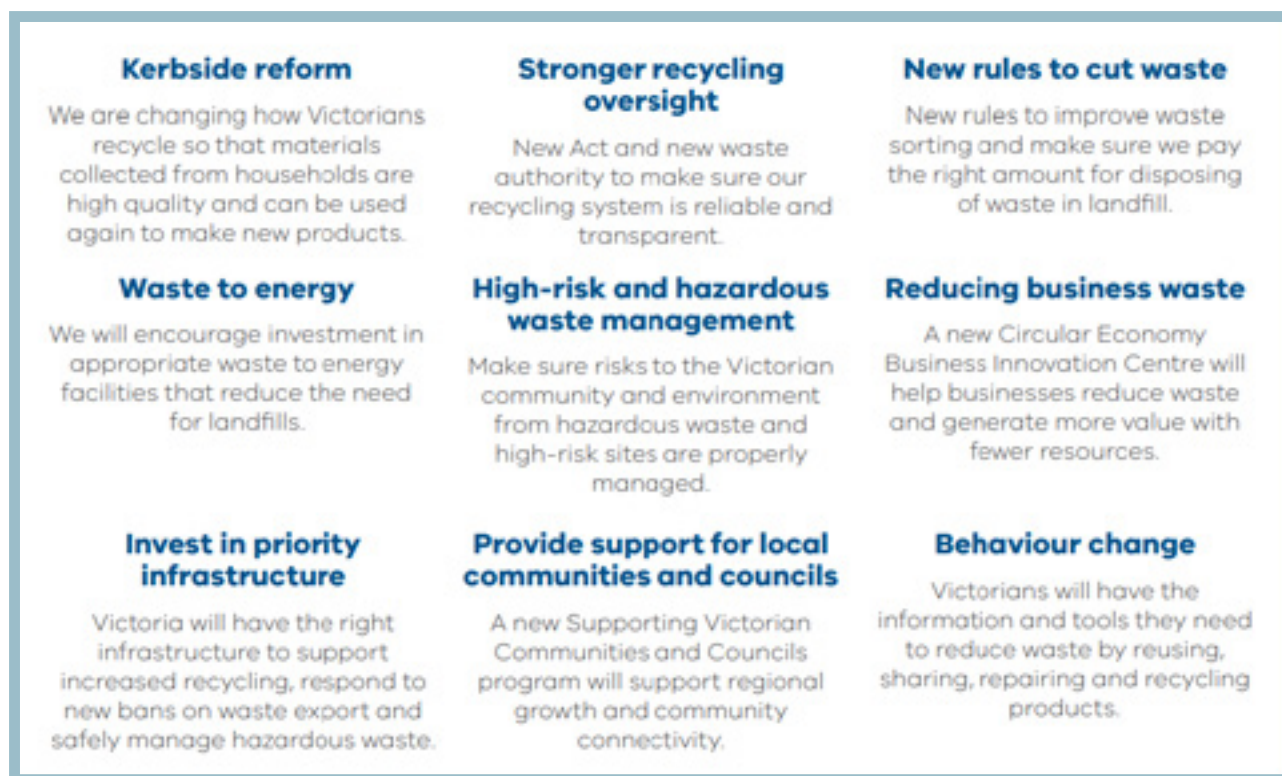 Kerbside reform
We are changing how Victorians
recycle so that materials
collected from households are
high quality and can be used
again to make new products.
Stronger recycling
oversight
New Act and new waste
authority to make sure our
recycling system is reliable and
transparent.
New rules to cut waste
New rules to improve waste
sorting and make sure we pay
the right amount for disposing
of waste in landfill.
Waste to energy
We will encourage investment in
appropriate waste to energy
facilities that reduce the need
for landfills.
High-risk and hazardous
waste management
Make sure risks to the Victorian
community and environment
from hazardous waste and
high-risk sites are properly
managed.
Reducing business waste
A new Circular Economy
Business Innovation Centre will
help businesses reduce waste
and generate more value with
fewer resources.
Invest in priority
infrastructure
Victoria will have the right
infrastructure to support
increased recycling, respond to
new bans on waste export and
safely manage hazardous waste.
Provide support for local
communities and councils
A new Supporting Victorian
Communities and Councils
program will support regional
growth and community
connectivity.
Behaviour change
Victorians will have the
information and tools they need
to reduce waste by reusing,
sharing, repairing and recycling
products.